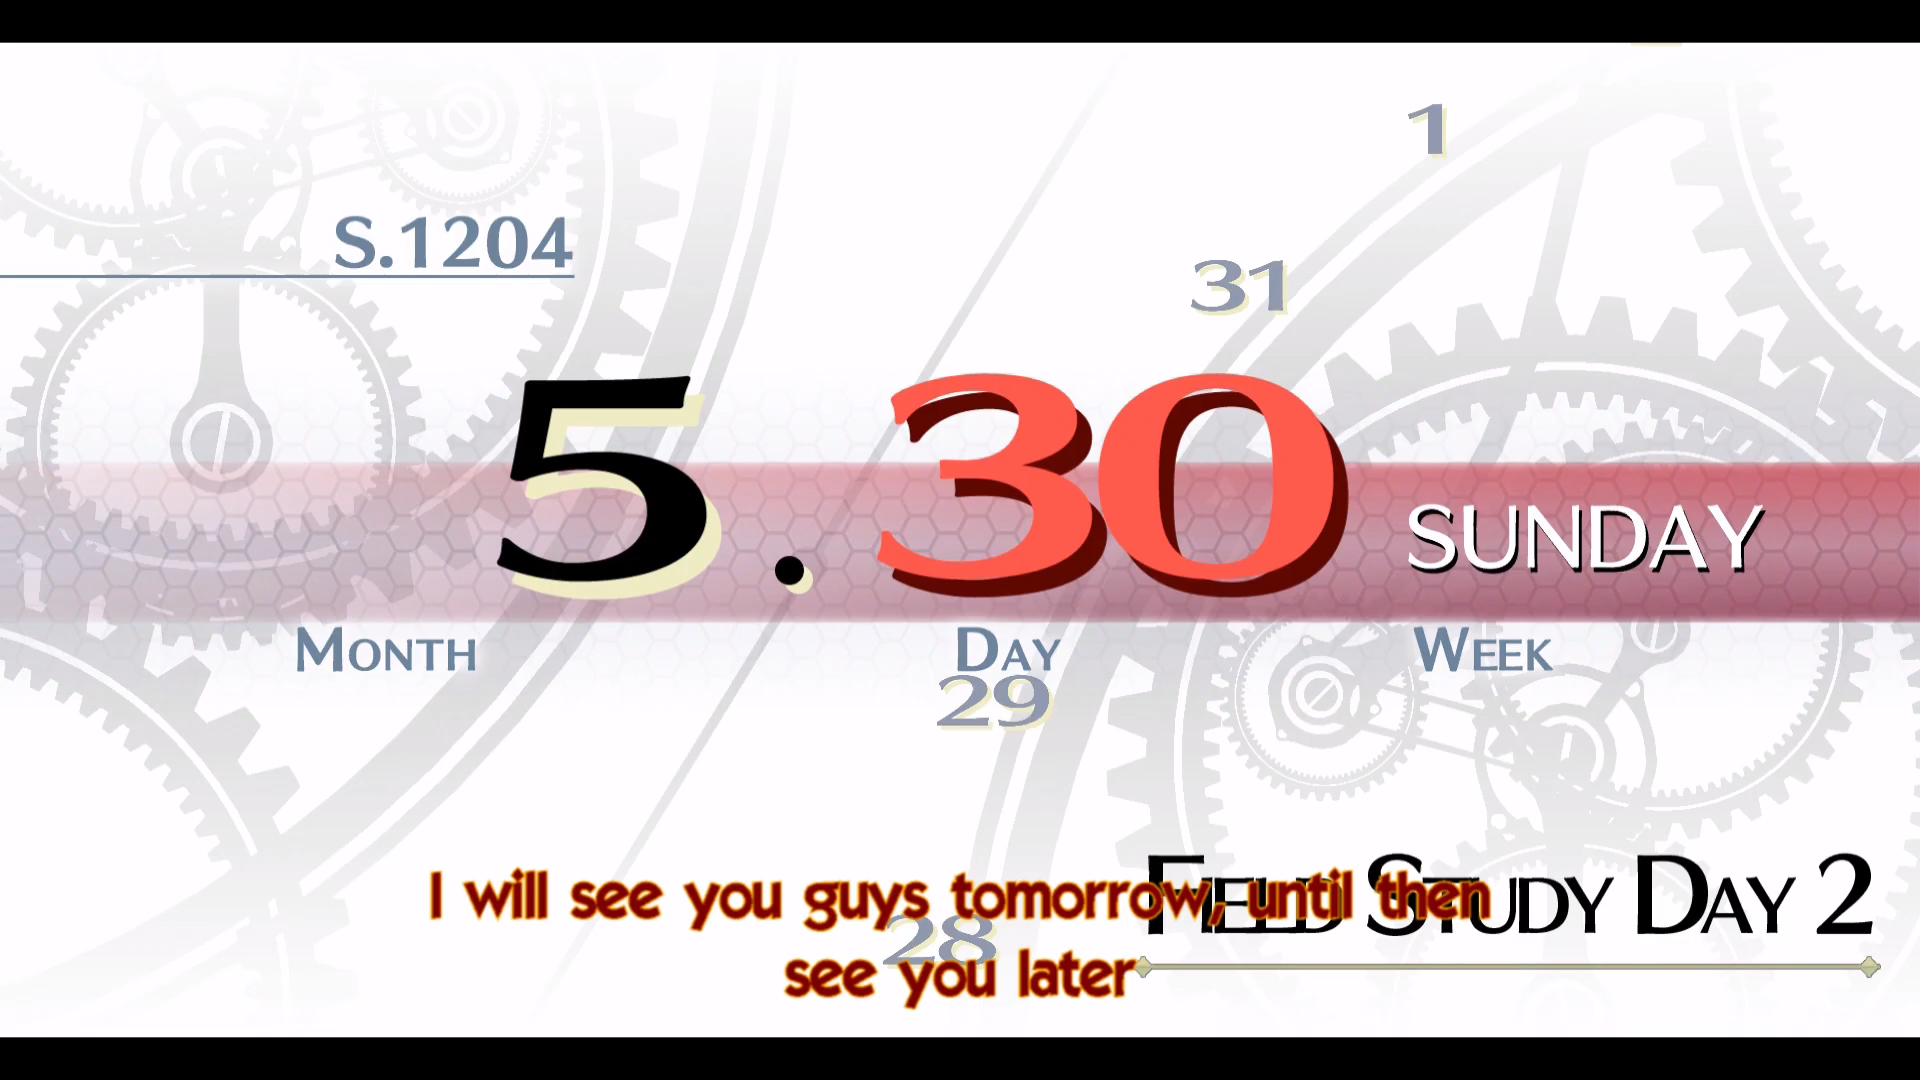 1
S.1204
31
5.30 SUNDAY
MONTH DAY WEEK
29
FIELD STUDY DAY 2
I will see you guys tomorrow, until then
28
see you later